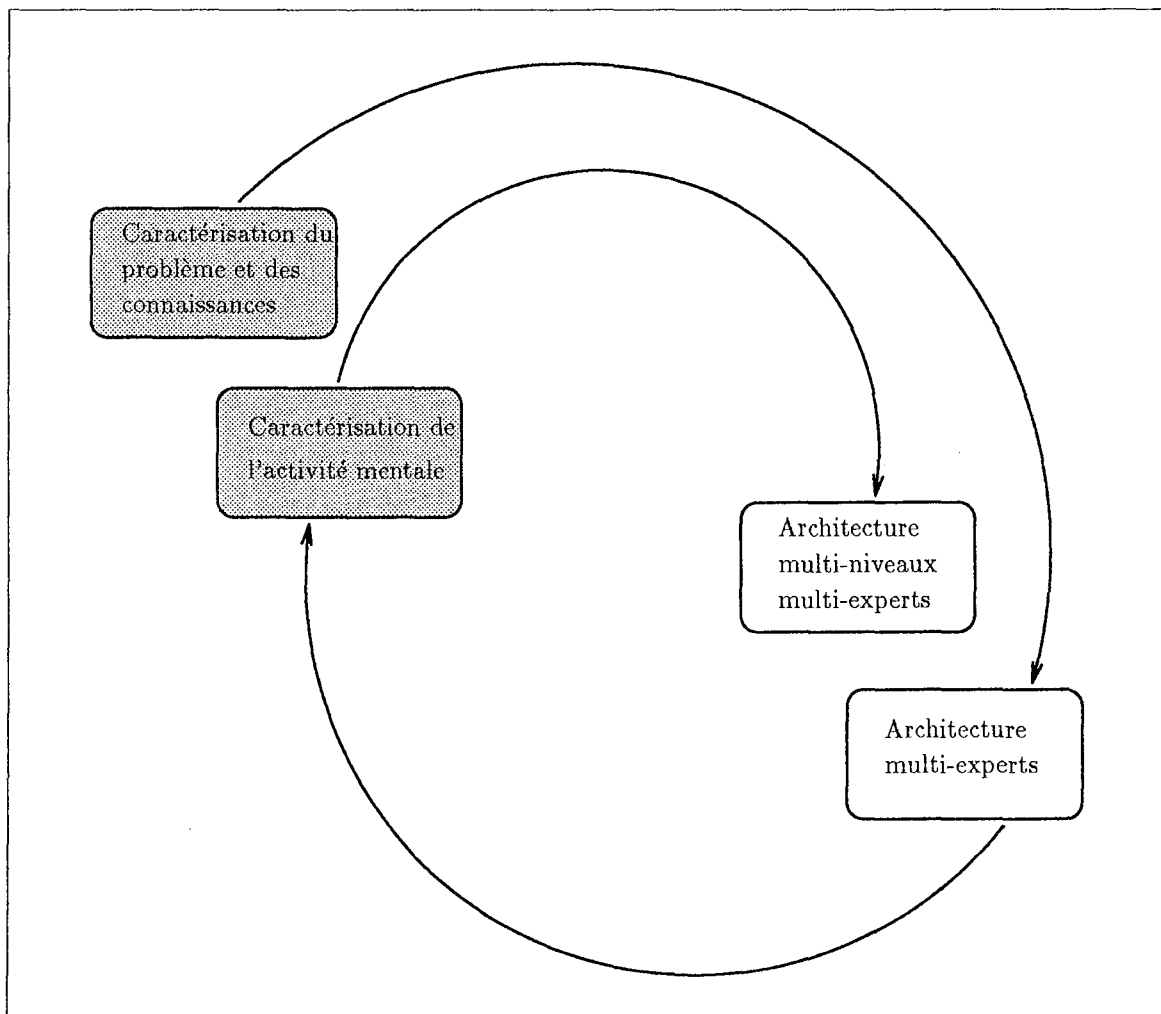 Caractérisation du
problème et des
connaissances
Caractérisation de
l'activité mentale
Architecture
multi-niveaux
multi-experts
Architecture
multi-experts